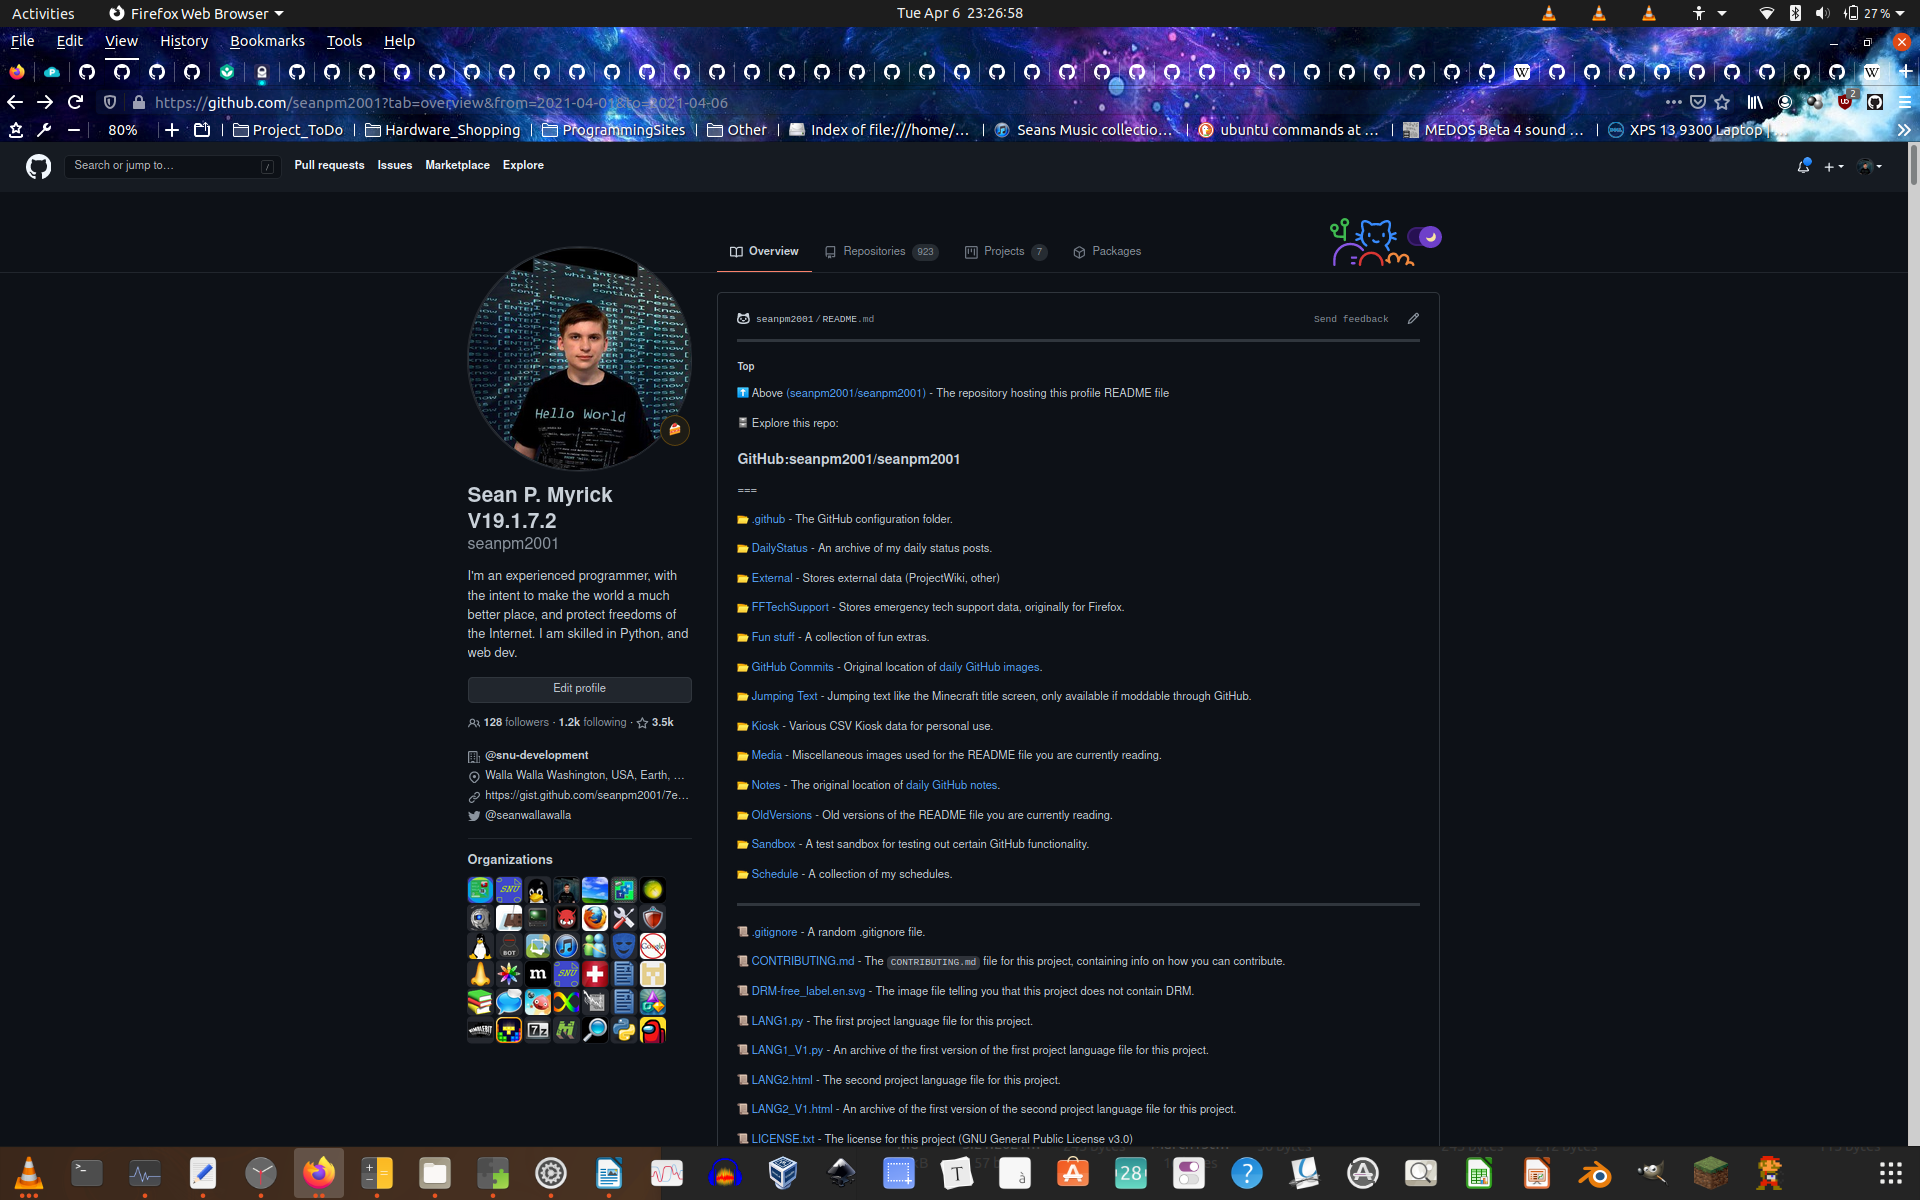 Activities
Firefox Web Browser
Tue Apr 6 23:26:58
27 %
File Edit View History Bookmarks Tools Help
https://github.com/seanpm2001?tab=overview&from=2021-04-01&to=2021-04-06
2
80%
Project_ToDo
Hardware_Shopping
ProgrammingSites
Other
Index of file:///home/…
Seans Music collectio…
ubuntu commands at …
MEDOS Beta 4 sound …
XPS 13 9300 Laptop | …
Search or jump to… /
Pull requests Issues Marketplace Explore
Overview
Repositories 923
Projects 7
Packages
Hello World
Sean P. Myrick
V19.1.7.2
seanpm2001
I'm an experienced programmer, with
the intent to make the world a much
better place, and protect freedoms of
the Internet. I am skilled in Python, and
web dev.
Edit profile
128 followers · 1.2k following · 3.5k
@snu-development
Walla Walla Washington, USA, Earth, …
https://gist.github.com/seanpm2001/7e…
@seanwallawalla
Organizations
seanpm2001/README.md
Send feedback
Top
Above (seanpm2001/seanpm2001) - The repository hosting this profile README file
Explore this repo:
GitHub:seanpm2001/seanpm2001
===
.github - The GitHub configuration folder.
DailyStatus - An archive of my daily status posts.
External - Stores external data (ProjectWiki, other)
FFTechSupport - Stores emergency tech support data, originally for Firefox.
Fun stuff - A collection of fun extras.
GitHub Commits - Original location of daily GitHub images.
Jumping Text - Jumping text like the Minecraft title screen, only available if moddable through GitHub.
Kiosk - Various CSV Kiosk data for personal use.
Media - Miscellaneous images used for the README file you are currently reading.
Notes - The original location of daily GitHub notes.
OldVersions - Old versions of the README file you are currently reading.
Sandbox - A test sandbox for testing out certain GitHub functionality.
Schedule - A collection of my schedules.
.gitignore - A random .gitignore file.
CONTRIBUTING.md - The CONTRIBUTING.md file for this project, containing info on how you can contribute.
DRM-free_label.en.svg - The image file telling you that this project does not contain DRM.
LANG1.py - The first project language file for this project.
LANG1_V1.py - An archive of the first version of the first project language file for this project.
LANG2.html - The second project language file for this project.
LANG2_V1.html - An archive of the first version of the second project language file for this project.
LICENSE.txt - The license for this project (GNU General Public License v3.0)
28